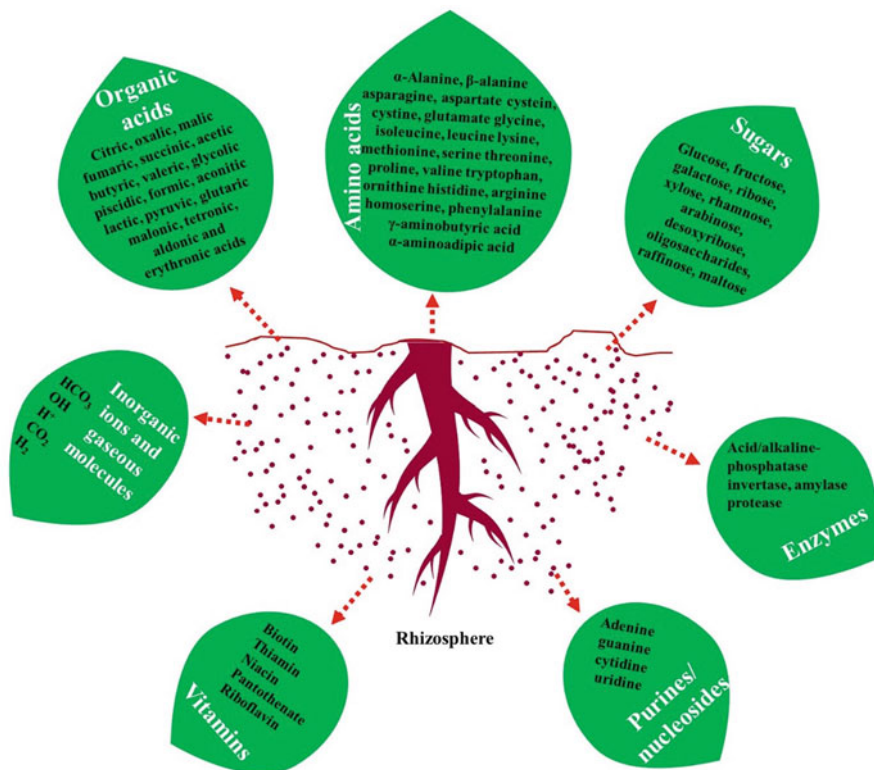 Organic
acids
Citric, oxalic, malic
fumaric, succinic, acetic
butyric, valeric, glycolic
piscidic, formic, aconitic
lactic, pyruvic, glutaric
malonic, tetronic,
aldonic and
erythronic acids
Amino acids
α-Alanine, β-alanine
asparagine, aspartate cystein,
cystine, glutamate glycine,
isoleucine, leucine lysine,
methionine, serine threonine,
proline, valine tryptophan,
ornithine histidine, arginine
homoserine, phenylalanine
γ-aminobutyric acid
α-aminoadipic acid
Sugars
Glucose, fructose,
galactose, ribose,
xylose, rhamnose,
arabinose,
desoxyribose,
oligosaccharides,
raffinose, maltose
Inorganic
ions and
gaseous
molecules
HCO₃
OH
H⁺
CO₂
H₂
Acid/alkaline-
phosphatase
invertase, amylase
protease
Enzymes
Biotin
Thiamin
Niacin
Pantothenate
Riboflavin
Vitamins
Rhizosphere
Adenine
guanine
cytidine
uridine
Purines/
nucleosides